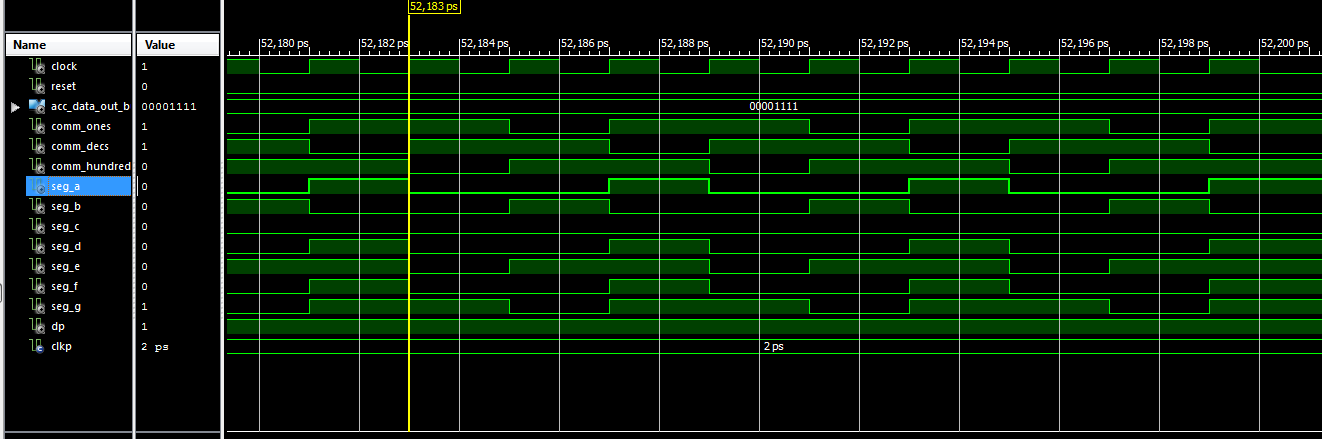 52,183 ps
Name Value 52,180 ps 52,182 ps 52,184 ps 52,186 ps 52,188 ps 52,190 ps 52,192 ps 52,194 ps 52,196 ps 52,198 ps 52,200 ps
clock 1
reset 0
acc_data_out_b 00001111 00001111
comm_ones 1
comm_decs 1
comm_hundred 0
seg_a 0
seg_b 0
seg_c 0
seg_d 0
seg_e 0
seg_f 0
seg_g 1
dp 1
clkp 2 ps 2 ps